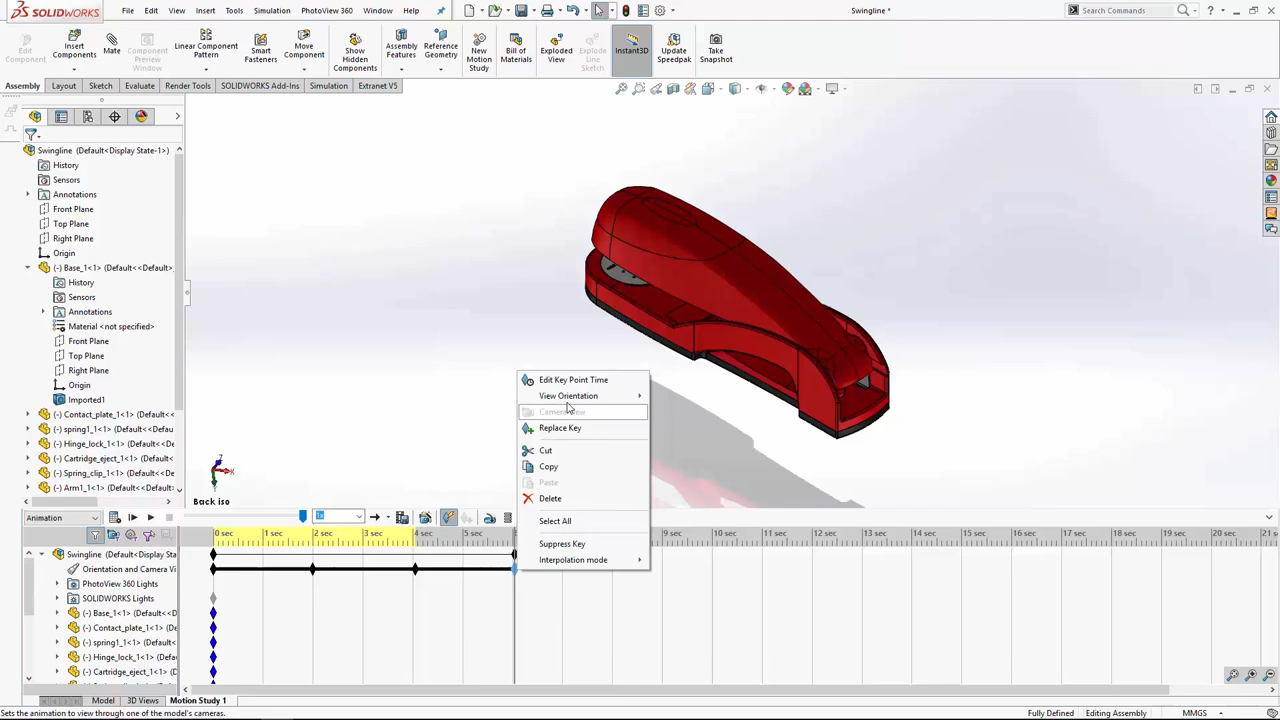 SOLIDWORKS
File Edit View Insert Tools Simulation PhotoView 360 Window Help
Swingline *
Search Commands
Edit Component
Insert Components
Mate
Component Preview Window
Linear Component Pattern
Smart Fasteners
Move Component
Show Hidden Components
Assembly Features
Reference Geometry
New Motion Study
Bill of Materials
Exploded View
Explode Line Sketch
Instant3D
Update Speedpak
Take Snapshot
Assembly Layout Sketch Evaluate Render Tools SOLIDWORKS Add-Ins Simulation Extranet V5
Swingline (Default<Display State-1>)
History
Sensors
Annotations
Front Plane
Top Plane
Right Plane
Origin
(-) Base_1<1> (Default<<Default>
History
Sensors
Annotations
Material <not specified>
Front Plane
Top Plane
Right Plane
Origin
Imported1
(-) Contact_plate_1<1> (Default<
(-) spring1_1<1> (Default<<Defau
(-) Hinge_lock_1<1> (Default<<D
(-) Cartridge_eject_1<1> (Default
(-) Spring_clip_1<1> (Default<<D
(-) Arm1_1<1> (Default<<Default
Z
X
Y
Back iso
Edit Key Point Time
View Orientation
Camera View
Replace Key
Cut
Copy
Paste
Delete
Select All
Suppress Key
Interpolation mode
Animation
1x
0 sec 1 sec 2 sec 3 sec 4 sec 5 sec 9 sec 10 sec 11 sec 12 sec 13 sec 14 sec 15 sec 16 sec 17 sec 18 sec 19 sec 20 sec 21 s
Swingline (Default<Display Sta
Orientation and Camera Vi
PhotoView 360 Lights
SOLIDWORKS Lights
(-) Base_1<1> (Default<<D
(-) Contact_plate_1<1> (De
(-) spring1_1<1> (Default<
(-) Hinge_lock_1<1> (Defa
(-) Cartridge_eject_1<1> (D
Model 3D Views Motion Study 1
Sets the animation to view through one of the model's cameras.
Fully Defined Editing Assembly MMGS